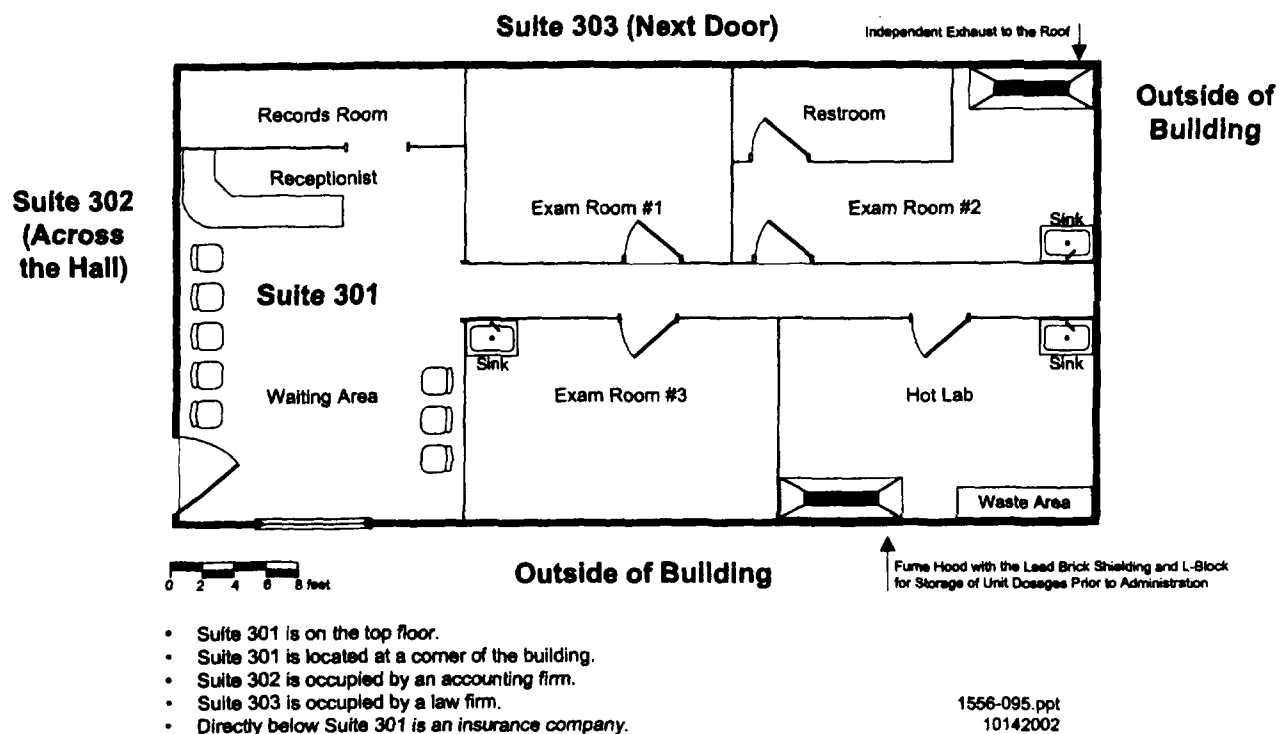 Suite 303 (Next Door)
Independent Exhaust to the Roof
Outside of
Building
Records Room
Restroom
Receptionist
Suite 302
(Across
the Hall)
Exam Room #1
Exam Room #2
Sink
Suite 301
Sink
Sink
Waiting Area
Exam Room #3
Hot Lab
Waste Area
0 2 4 6 8 feet
Outside of Building
Fume Hood with the Lead Brick Shielding and L-Block
for Storage of Unit Dosages Prior to Administration
• Suite 301 is on the top floor.
• Suite 301 is located at a corner of the building.
• Suite 302 is occupied by an accounting firm.
• Suite 303 is occupied by a law firm.
• Directly below Suite 301 is an insurance company.
1556-095.ppt
10142002